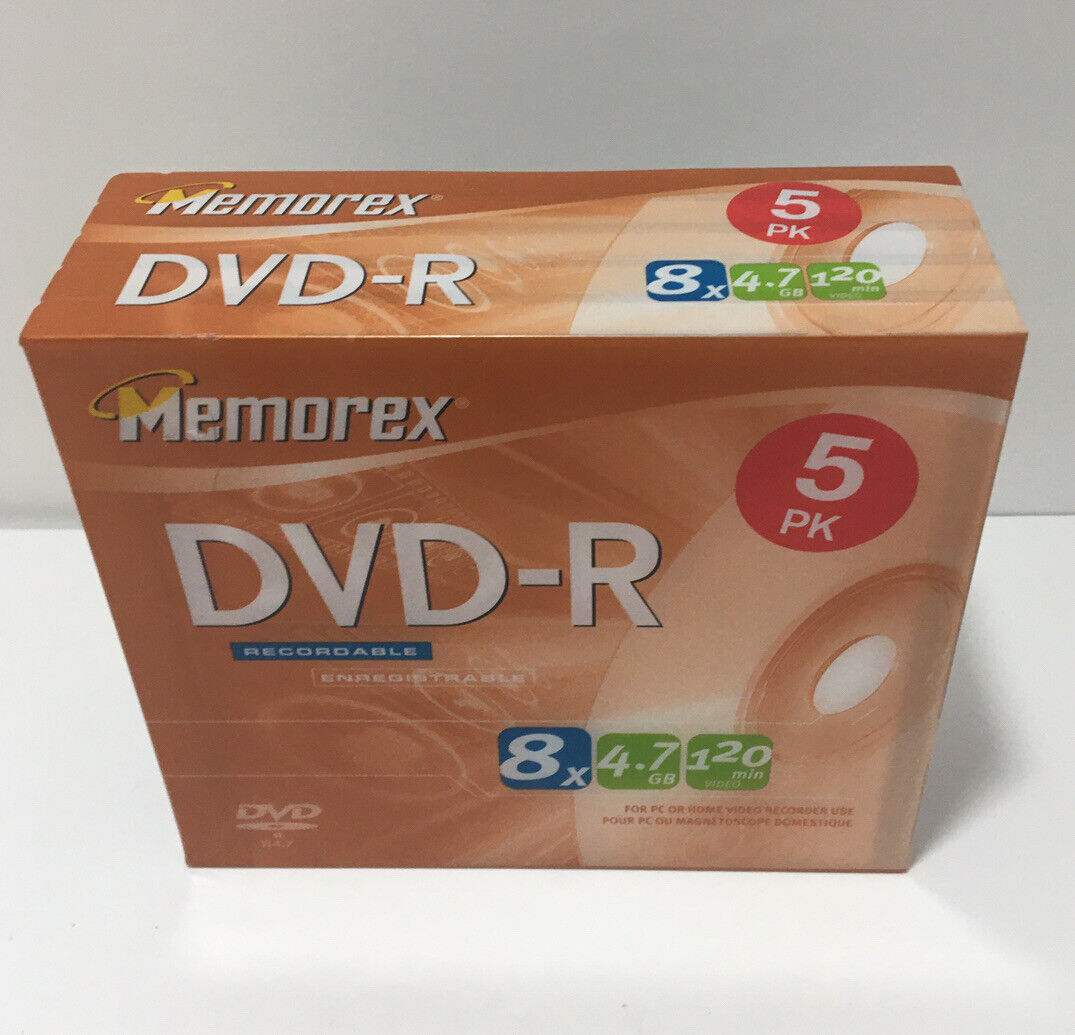 Memorex®
5
PK
DVD-R
8x 4.7 GB 120 min
VIDEO
Memorex®
5
PK
DVD-R
RECORDABLE
ENREGISTRABLE
8x 4.7 GB 120 min
VIDEO
DVD
R
R4.7
FOR PC OR HOME VIDEO RECORDER USE
POUR PC OU MAGNÉTOSCOPE DOMESTIQUE